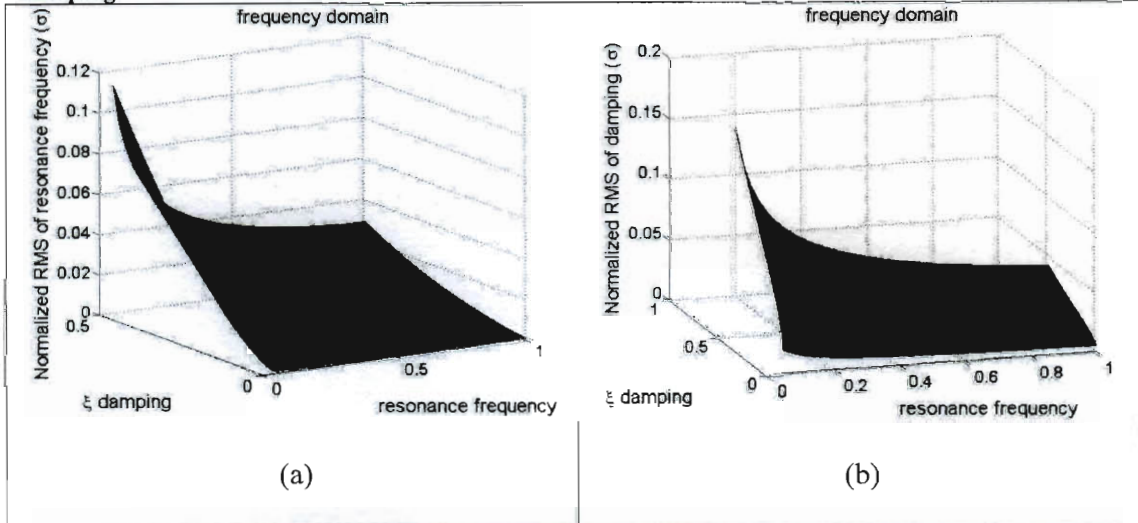 frequency domain
Normalized RMS of resonance frequency (σ)
0.12
0.1
0.08
0.06
0.04
0.02
0
0.5
0
0
0.5
1
ξ damping
resonance frequency
(a)
frequency domain
Normalized RMS of damping (σ)
0.2
0.15
0.1
0.05
0
1
0.5
0
0
0.2
0.4
0.6
0.8
1
ξ damping
resonance frequency
(b)